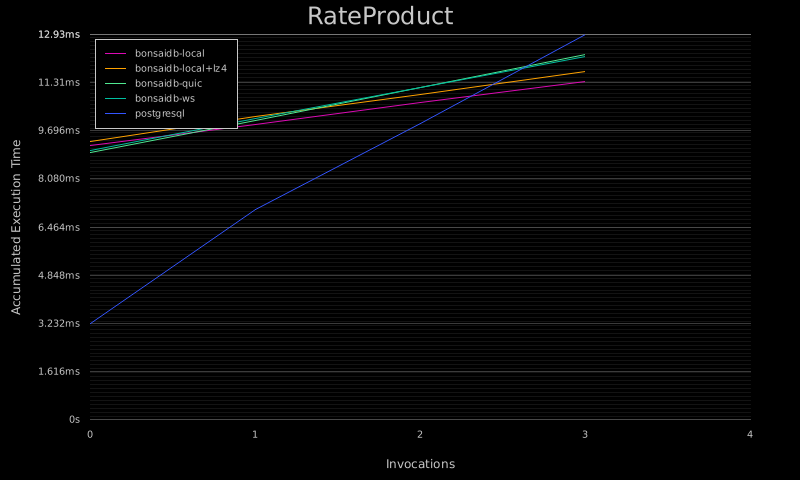 RateProduct
12.93ms
bonsaidb-local
bonsaidb-local+lz4
bonsaidb-quic
bonsaidb-ws
postgresql
11.31ms
9.696ms
8.080ms
6.464ms
4.848ms
3.232ms
1.616ms
0s
Accumulated Execution Time
0 1 2 3 4
Invocations